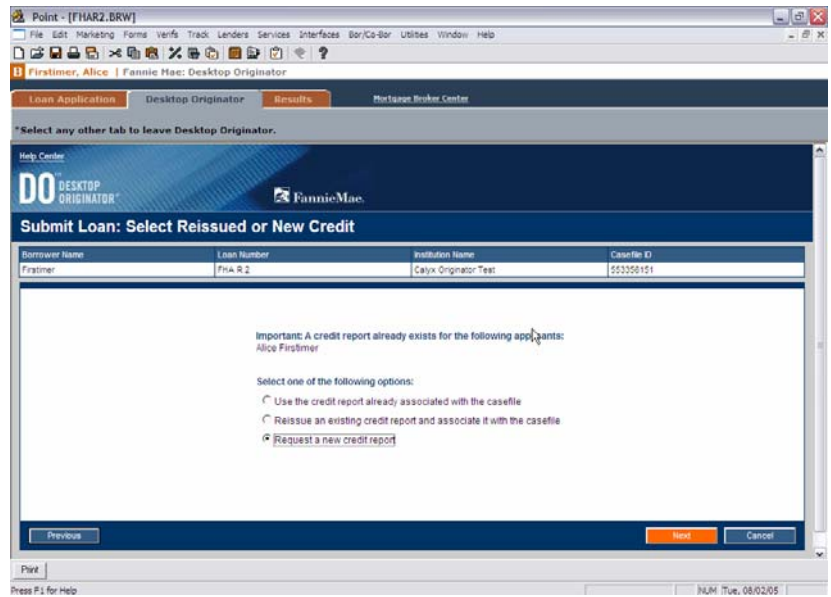 Point - [FHAR2.BRW]
File Edit Marketing Forms Verifs Track Lenders Services Interfaces Bor/Co-Bor Utilities Window Help
B Firstimer, Alice | Fannie Mae: Desktop Originator
Loan Application Desktop Originator Results Mortgage Broker Center
*Select any other tab to leave Desktop Originator.
Help Center
DO DESKTOP ORIGINATOR FannieMae.
Submit Loan: Select Reissued or New Credit
Borrower Name Loan Number Institution Name Casefile ID
Firstimer FHA R.2 Calyx Originator Test 553358151
Important: A credit report already exists for the following applicants:
Alice Firstimer
Select one of the following options:
Use the credit report already associated with the casefile
Reissue an existing credit report and associate it with the casefile
Request a new credit report
Previous Next Cancel
Print
Press F1 for Help NUM Tue, 08/02/05